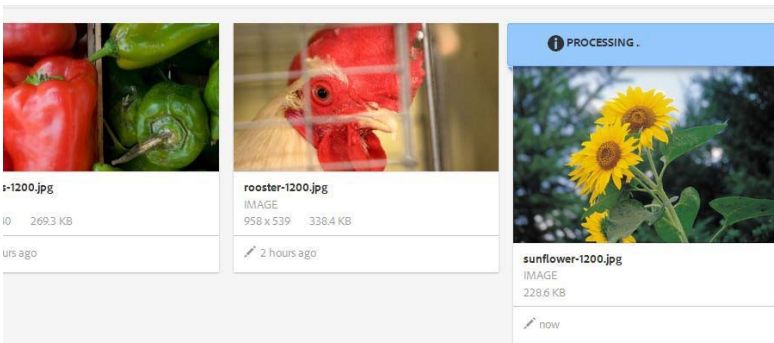 s-1200.jpg
269.3 KB
urs ago
rooster-1200.jpg
IMAGE
958 x 539 338.4 KB
2 hours ago
PROCESSING .
sunflower-1200.jpg
IMAGE
228.6 KB
now